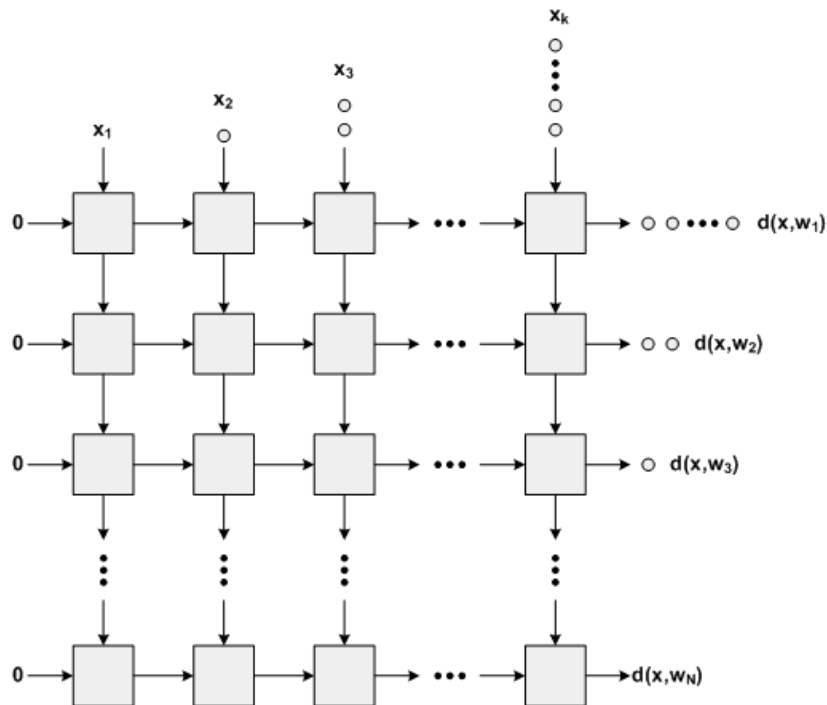 x_k
x_3
x_2
x_1
0 d(x,w_1)
0 d(x,w_2)
0 d(x,w_3)
0 d(x,w_N)